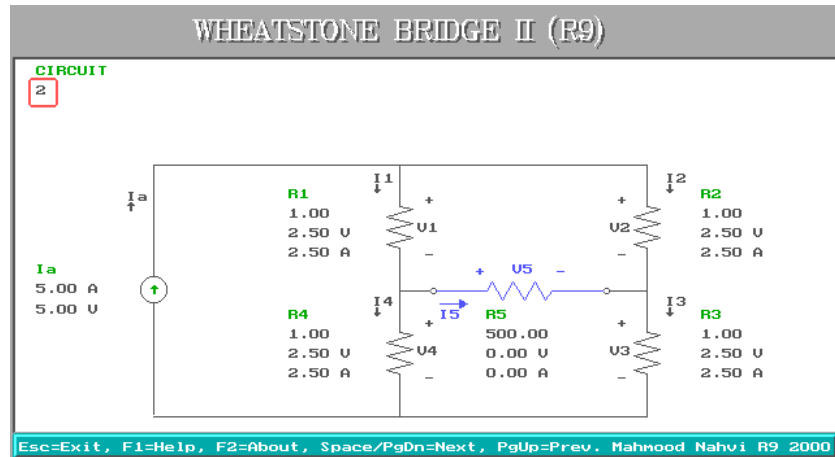 WHEATSTONE BRIDGE II (R9)
CIRCUIT
2
Ia
I1
I2
R1
1.00
2.50 V
2.50 A
+
V1
–
+
V2
–
R2
1.00
2.50 V
2.50 A
Ia
5.00 A
5.00 V
+ V5 –
I5
I4
I3
R4
1.00
2.50 V
2.50 A
+
V4
–
R5
500.00
0.00 V
0.00 A
+
V3
–
R3
1.00
2.50 V
2.50 A
Esc=Exit, F1=Help, F2=About, Space/PgDn=Next, PgUp=Prev. Mahmood Nahvi R9 2000